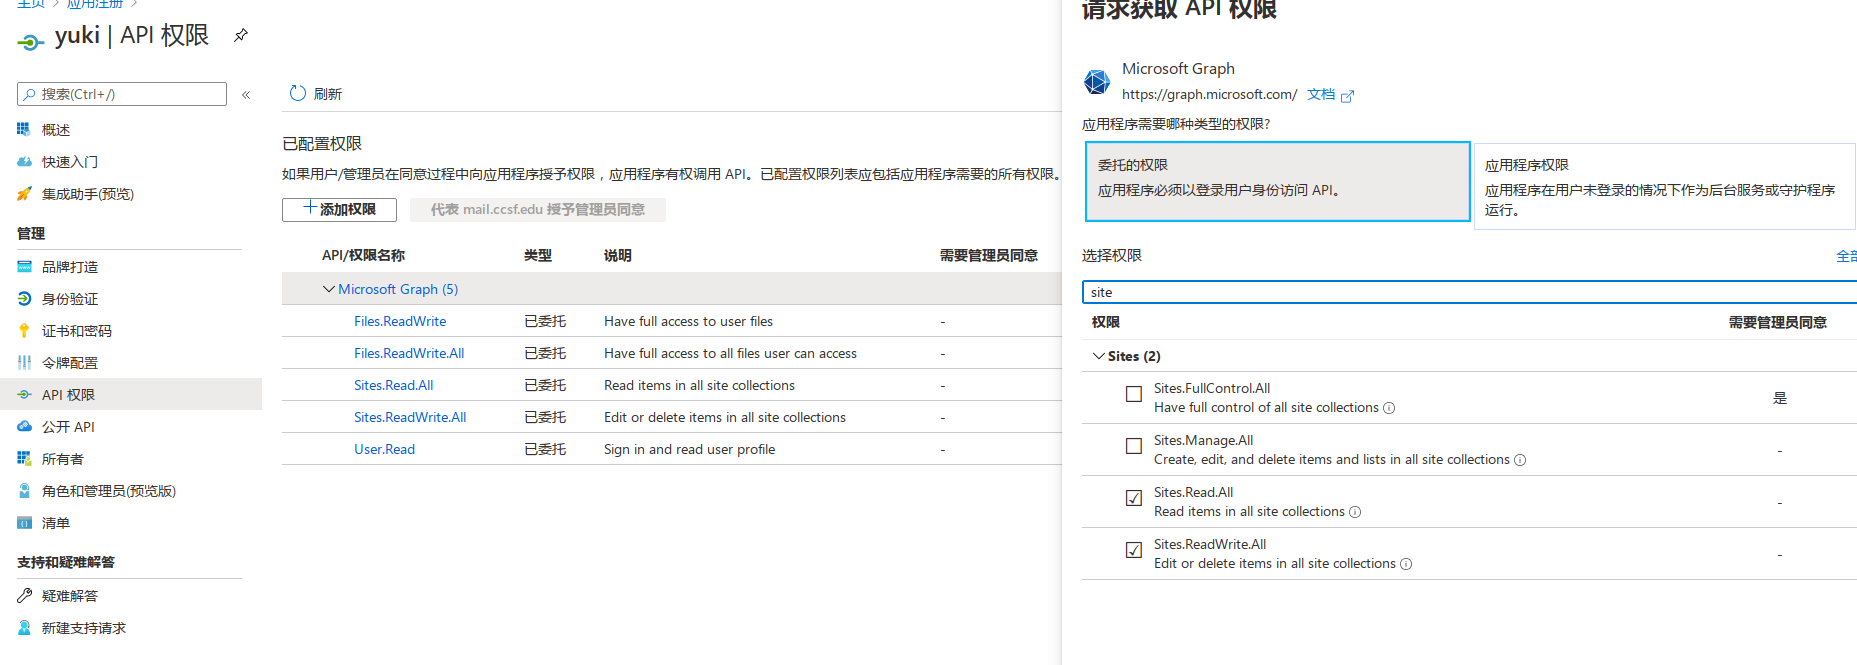 主页 > 应用注册 >
yuki | API 权限
搜索(Ctrl+/)
«
概述
快速入门
集成助手(预览)
管理
品牌打造
身份验证
证书和密码
令牌配置
API 权限
公开 API
所有者
角色和管理员(预览版)
清单
支持和疑难解答
疑难解答
新建支持请求
刷新
已配置权限
如果用户/管理员在同意过程中向应用程序授予权限，应用程序有权调用 API。已配置权限列表应包括应用程序需要的所有权限。
添加权限
代表 mail.ccsf.edu 授予管理员同意
API/权限名称 类型 说明 需要管理员同意
Microsoft Graph (5)
Files.ReadWrite 已委托 Have full access to user files -
Files.ReadWrite.All 已委托 Have full access to all files user can access -
Sites.Read.All 已委托 Read items in all site collections -
Sites.ReadWrite.All 已委托 Edit or delete items in all site collections -
User.Read 已委托 Sign in and read user profile -
请求获取 API 权限
Microsoft Graph
https://graph.microsoft.com/ 文档
应用程序需要哪种类型的权限?
委托的权限
应用程序必须以登录用户身份访问 API。
应用程序权限
应用程序在用户未登录的情况下作为后台服务或守护程序
运行。
选择权限
全部
site
权限 需要管理员同意
Sites (2)
Sites.FullControl.All
Have full control of all site collections
是
Sites.Manage.All
Create, edit, and delete items and lists in all site collections
-
Sites.Read.All
Read items in all site collections
-
Sites.ReadWrite.All
Edit or delete items in all site collections
-